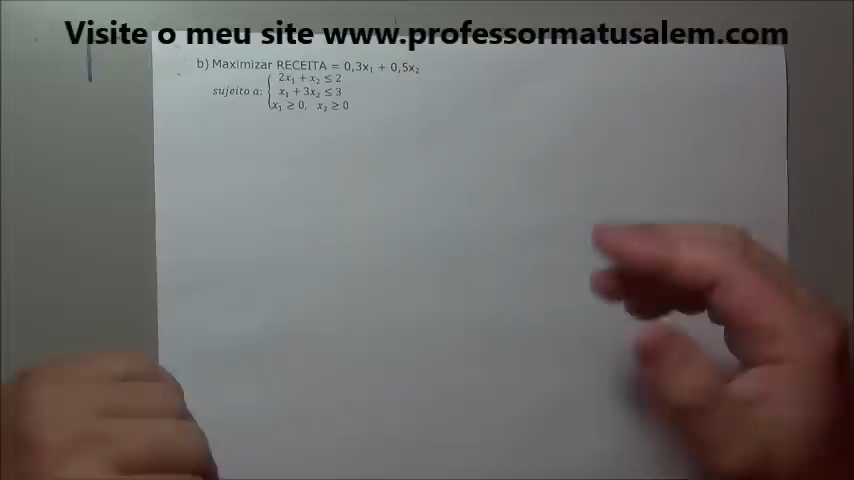 Visite o meu site www.professormatusalem.com
b) Maximizar RECEITA = 0,3x₁ + 0,5x₂
2x₁ + x₂ ≤ 2
sujeito a: x₁ + 3x₂ ≤ 3
x₁ ≥ 0, x₂ ≥ 0